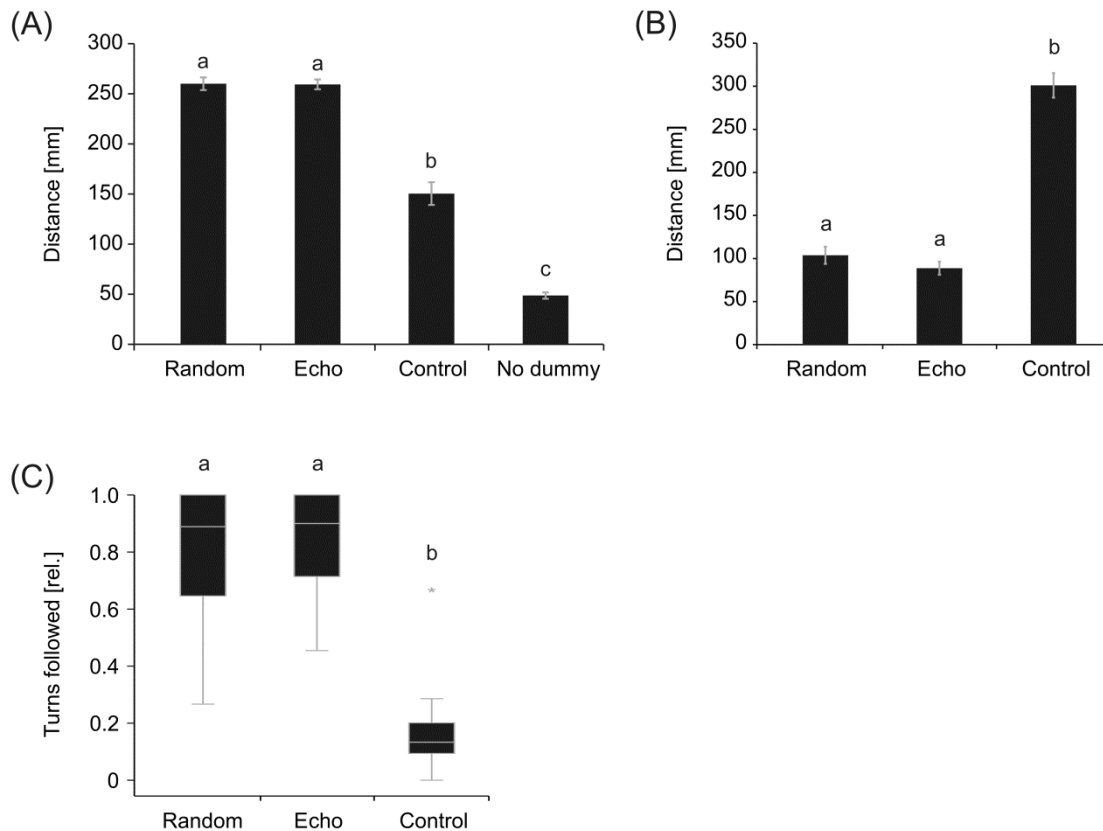 (A)
300
250
200
150
100
50
0
Distance [mm]
a
a
b
c
Random Echo Control No dummy
(B)
350
300
250
200
150
100
50
0
Distance [mm]
a
a
b
Random Echo Control
(C)
1.0
0.8
0.6
0.4
0.2
0
Turns followed [rel.]
a
a
b
*
Random Echo Control